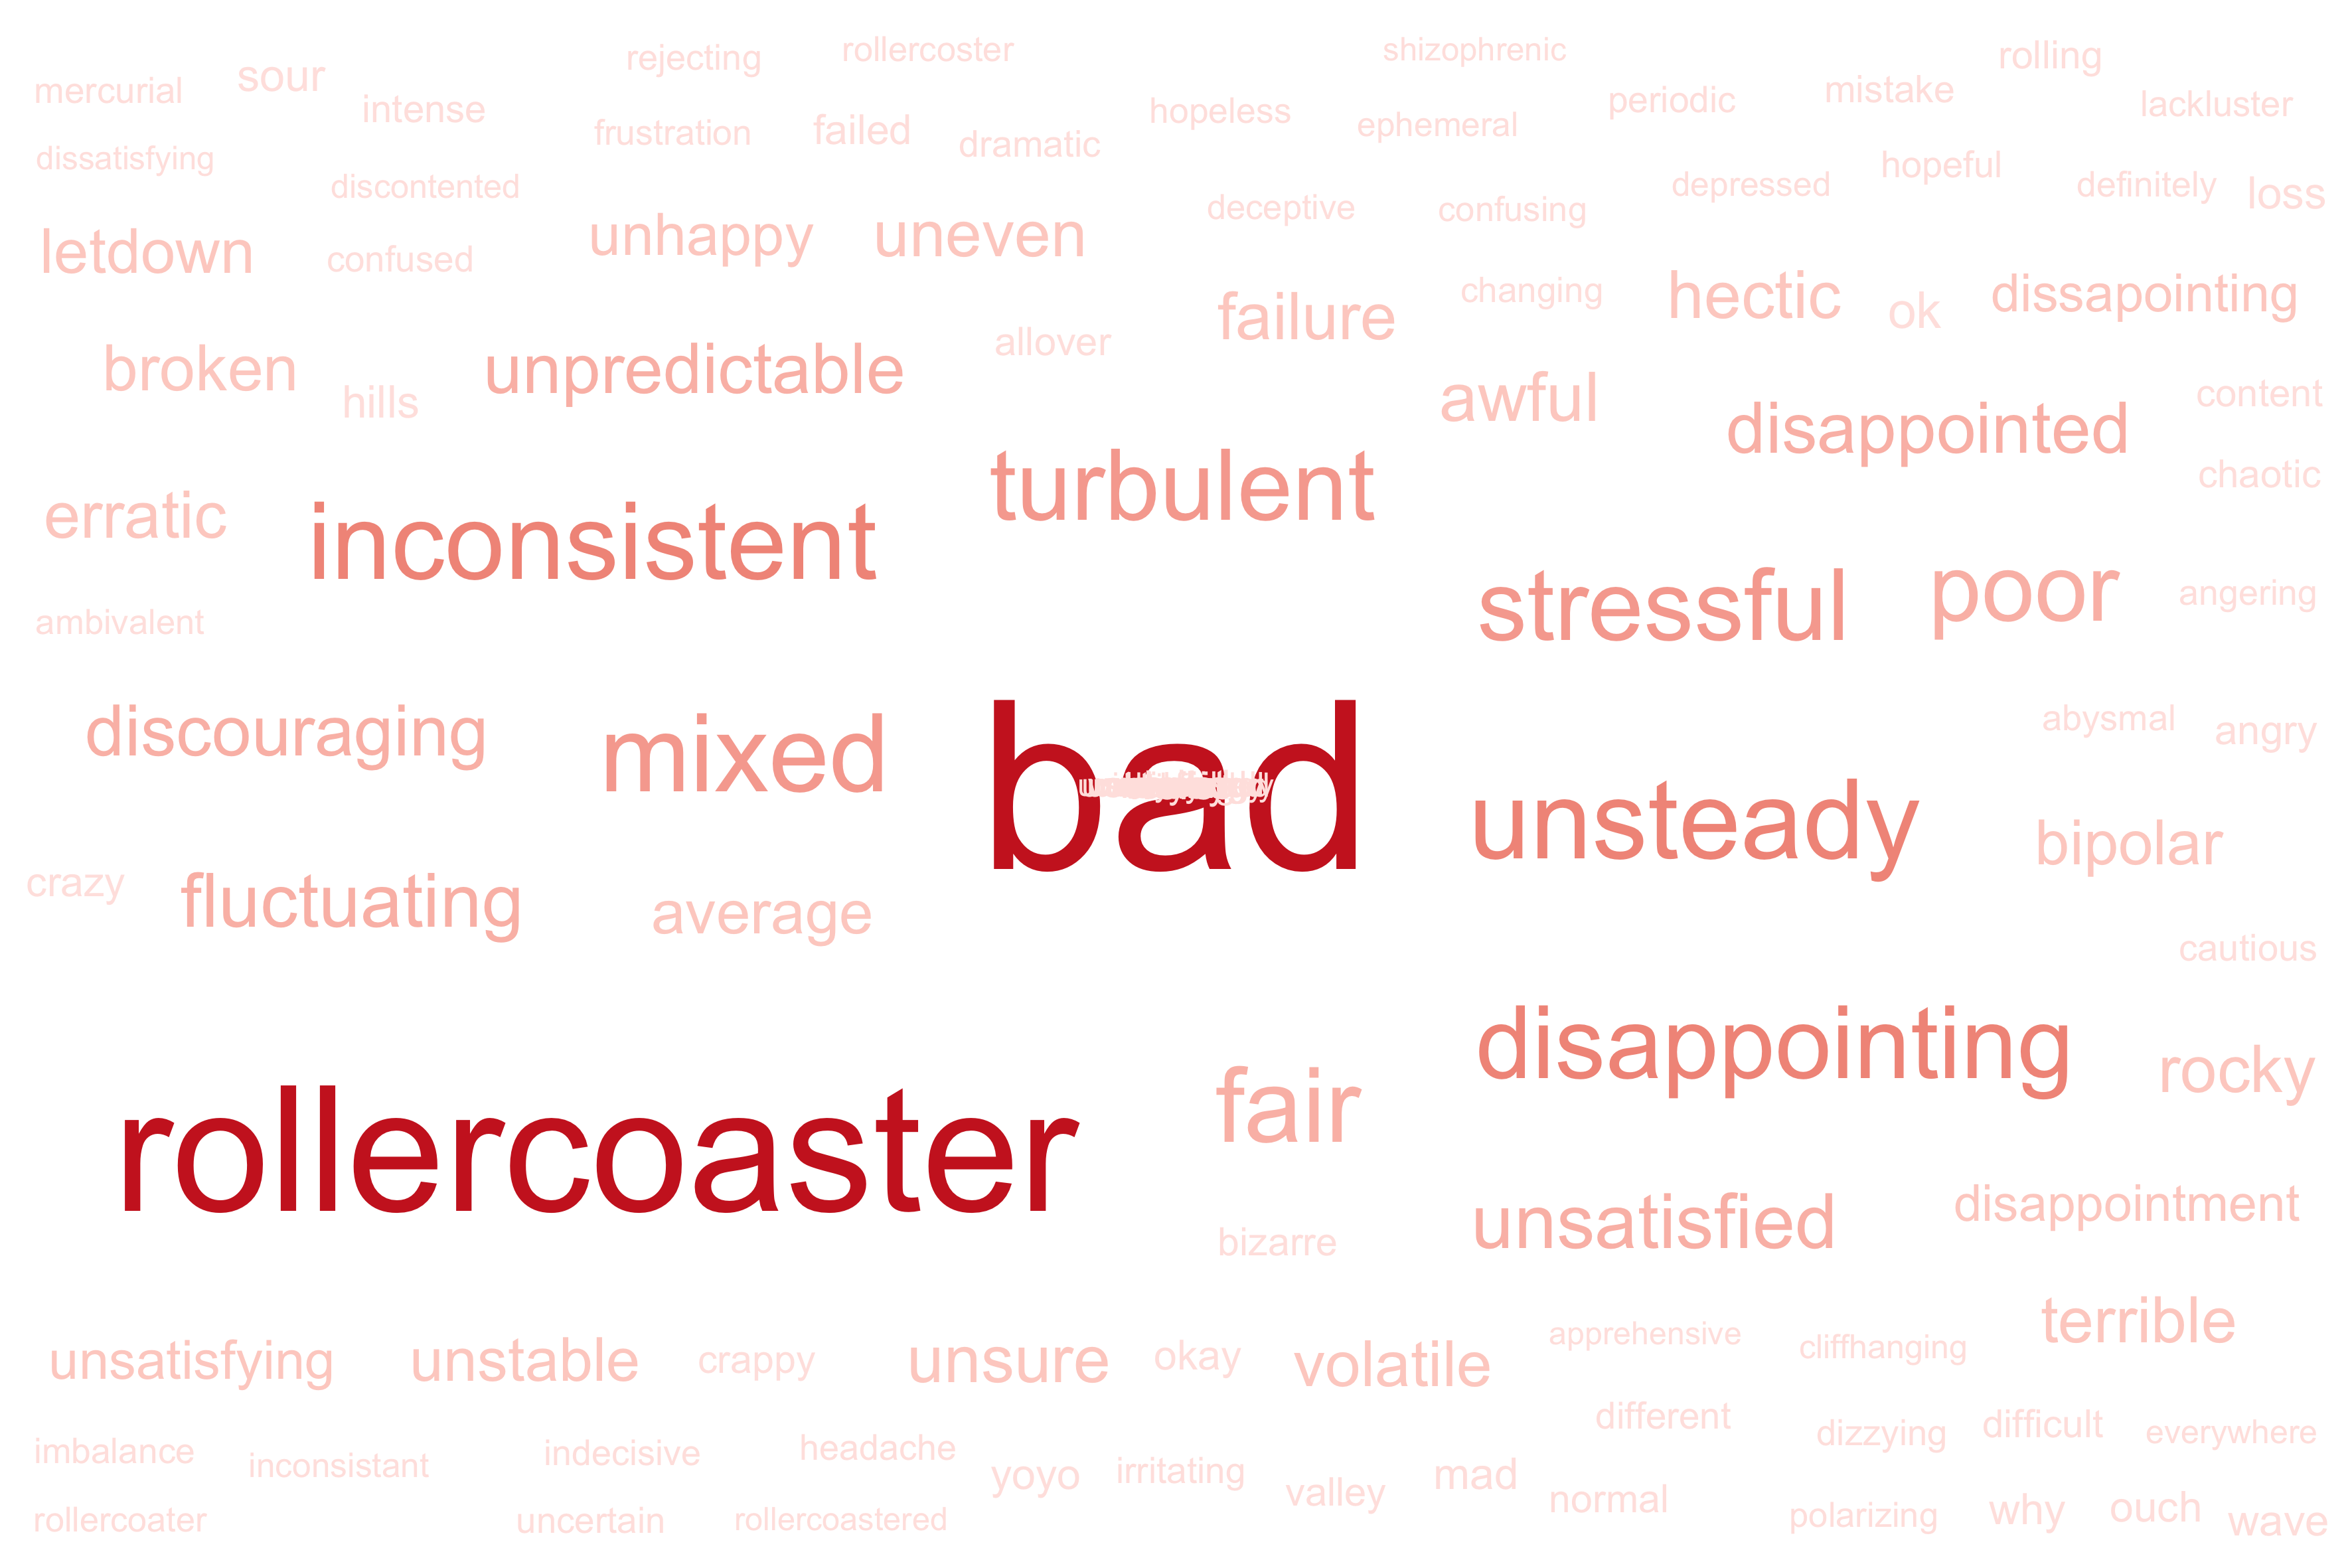 rejecting
rollercoster
shizophrenic
rolling
mercurial
sour
intense
periodic
mistake
lackluster
hopeless
ephemeral
frustration
failed
dramatic
dissatisfying
discontented
depressed
hopeful
definitely
loss
deceptive
confusing
letdown
confused
unhappy
uneven
changing
hectic
ok
dissapointing
failure
allover
broken
hills
unpredictable
awful
disappointed
content
chaotic
turbulent
erratic
inconsistent
stressful
poor
angering
ambivalent
discouraging
mixed
bad
abysmal
angry
unsteady
bipolar
crazy
fluctuating
average
cautious
disappointing
rocky
rollercoaster
fair
bizarre
unsatisfied
disappointment
terrible
unsatisfying
unstable
crappy
unsure
okay
volatile
apprehensive
cliffhanging
different
dizzying
difficult
everywhere
imbalance
inconsistant
indecisive
headache
yoyo
irritating
valley
mad
normal
rollercoater
uncertain
rollercoastered
polarizing
why
ouch
wave